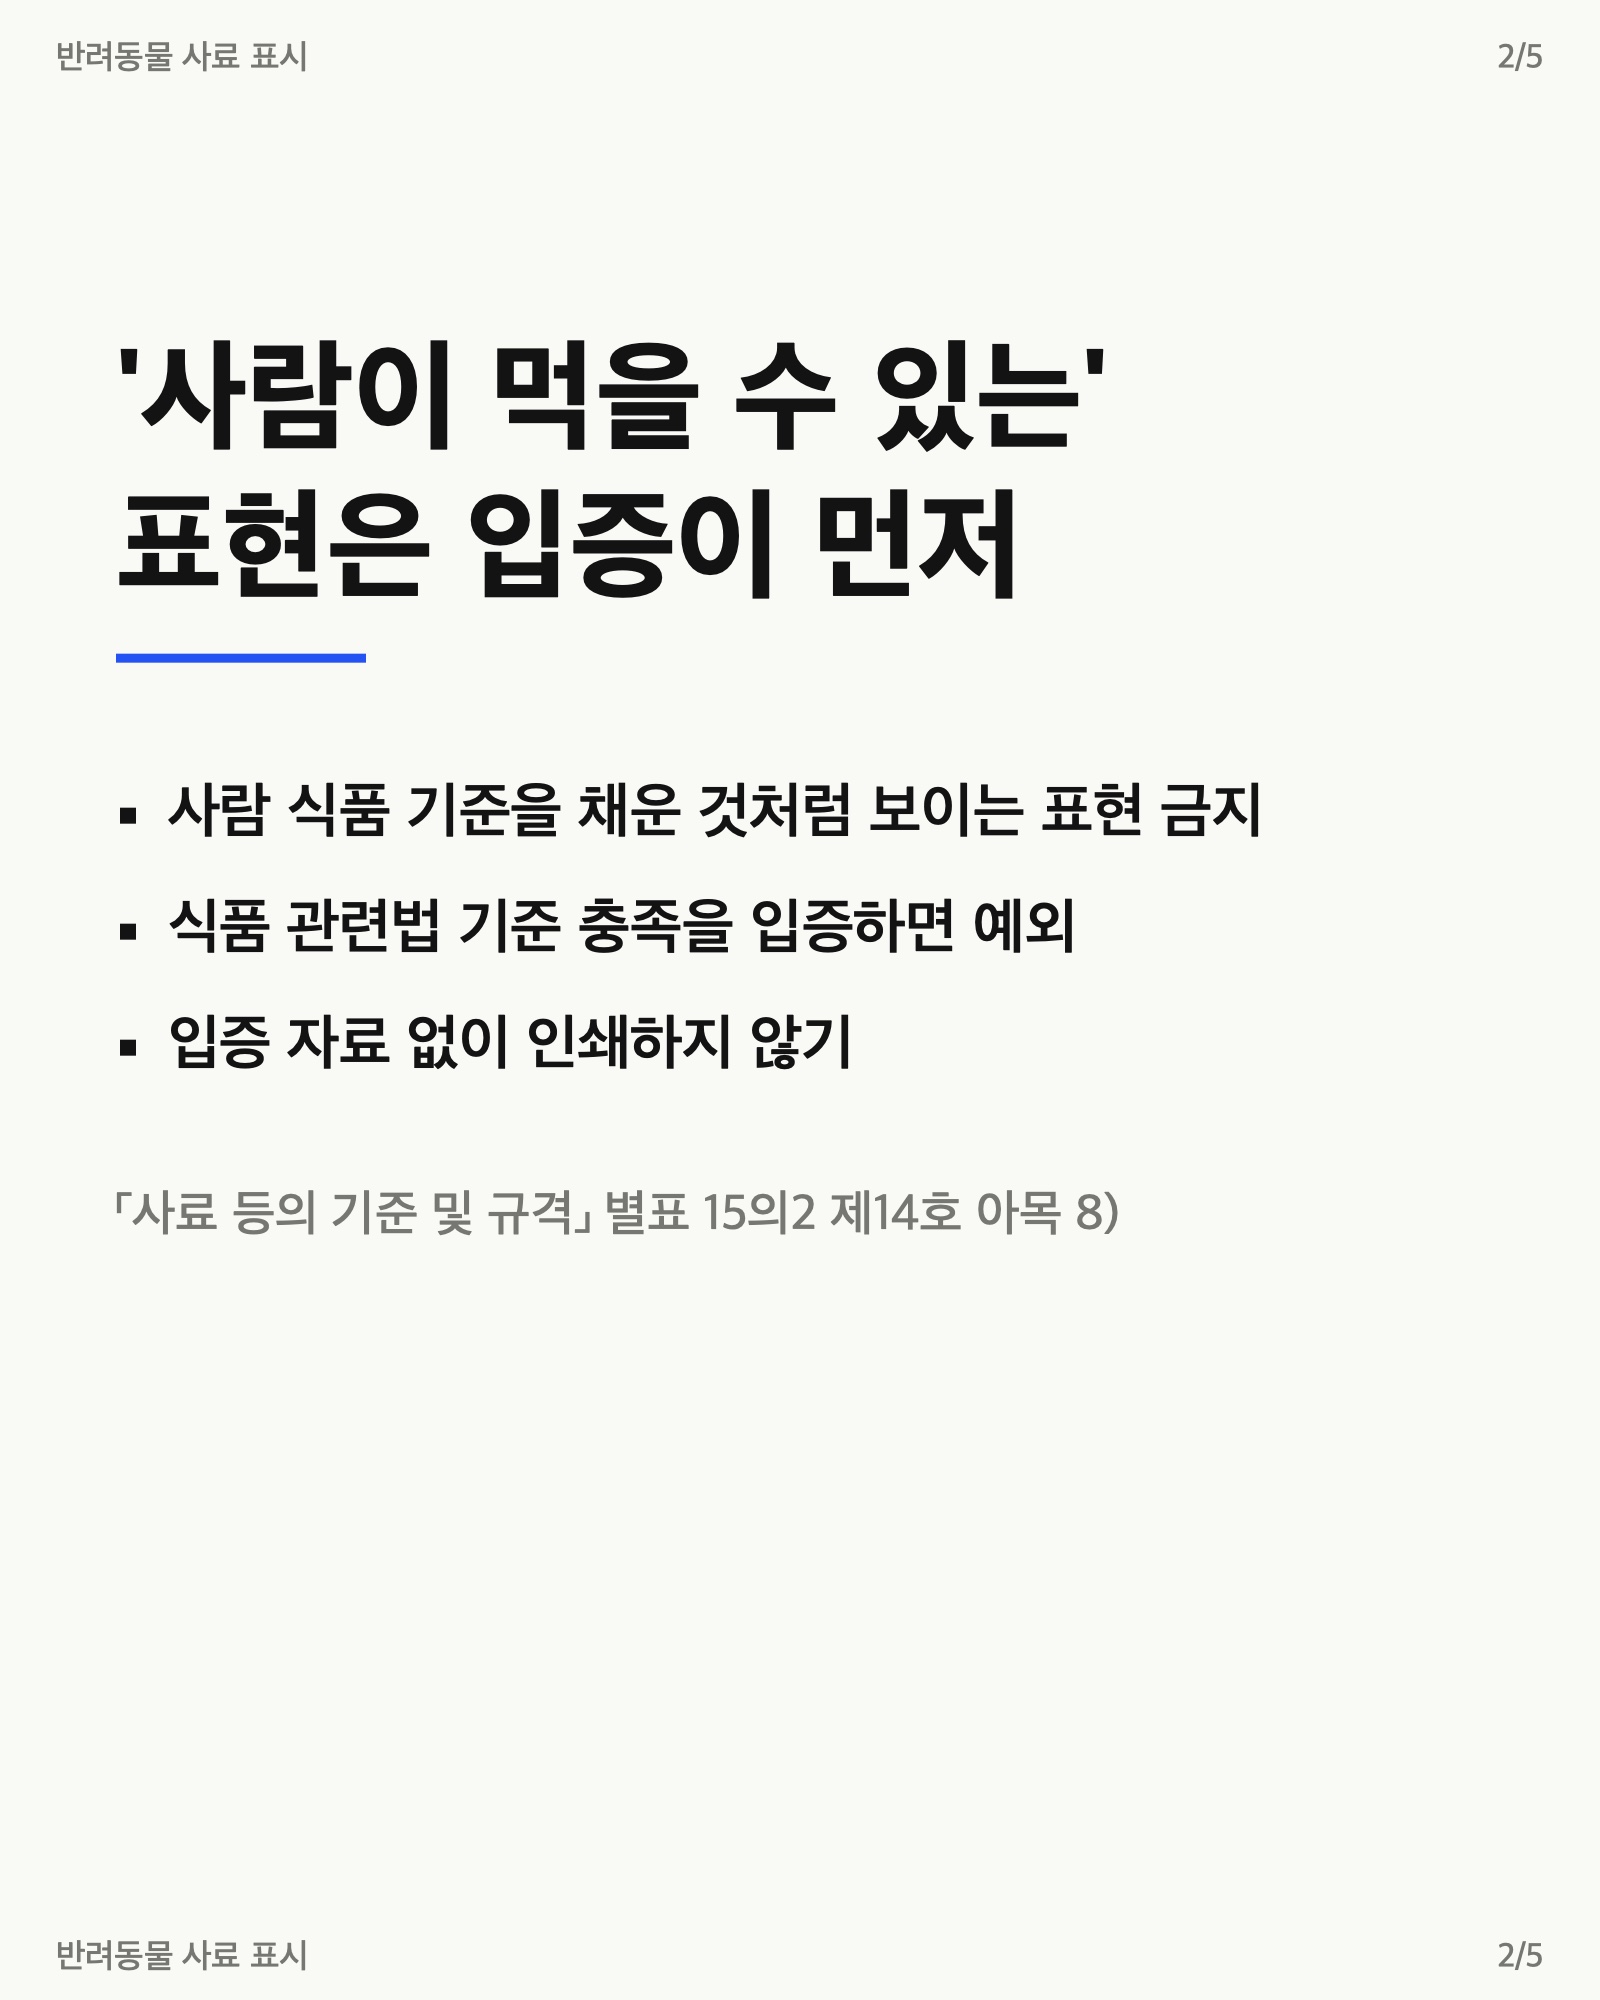 반려동물 사료 표시
2/5
'사람이 먹을 수 있는'
표현은 입증이 먼저
▪ 사람 식품 기준을 채운 것처럼 보이는 표현 금지
▪ 식품 관련법 기준 충족을 입증하면 예외
▪ 입증 자료 없이 인쇄하지 않기
「사료 등의 기준 및 규격」 별표 15의2 제14호 아목 8)
반려동물 사료 표시
2/5